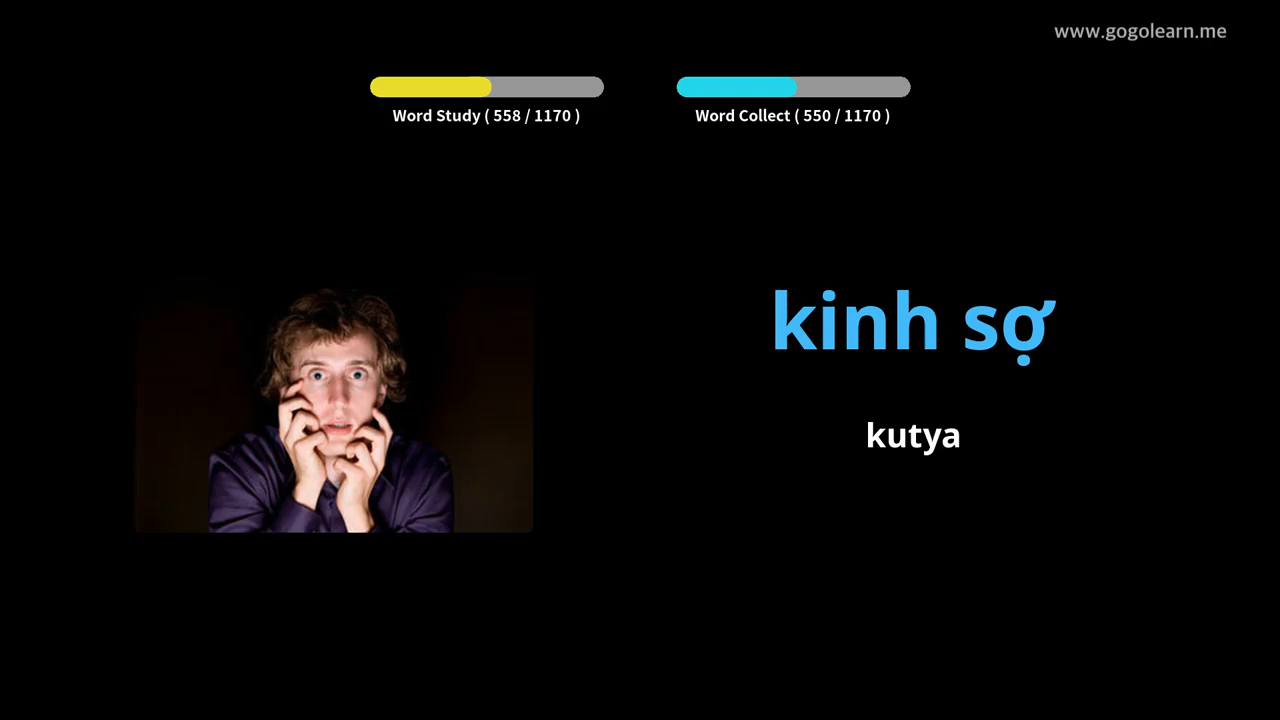 www.gogolearn.me
Word Study ( 558 / 1170 )
Word Collect ( 550 / 1170 )
kinh sợ
kutya